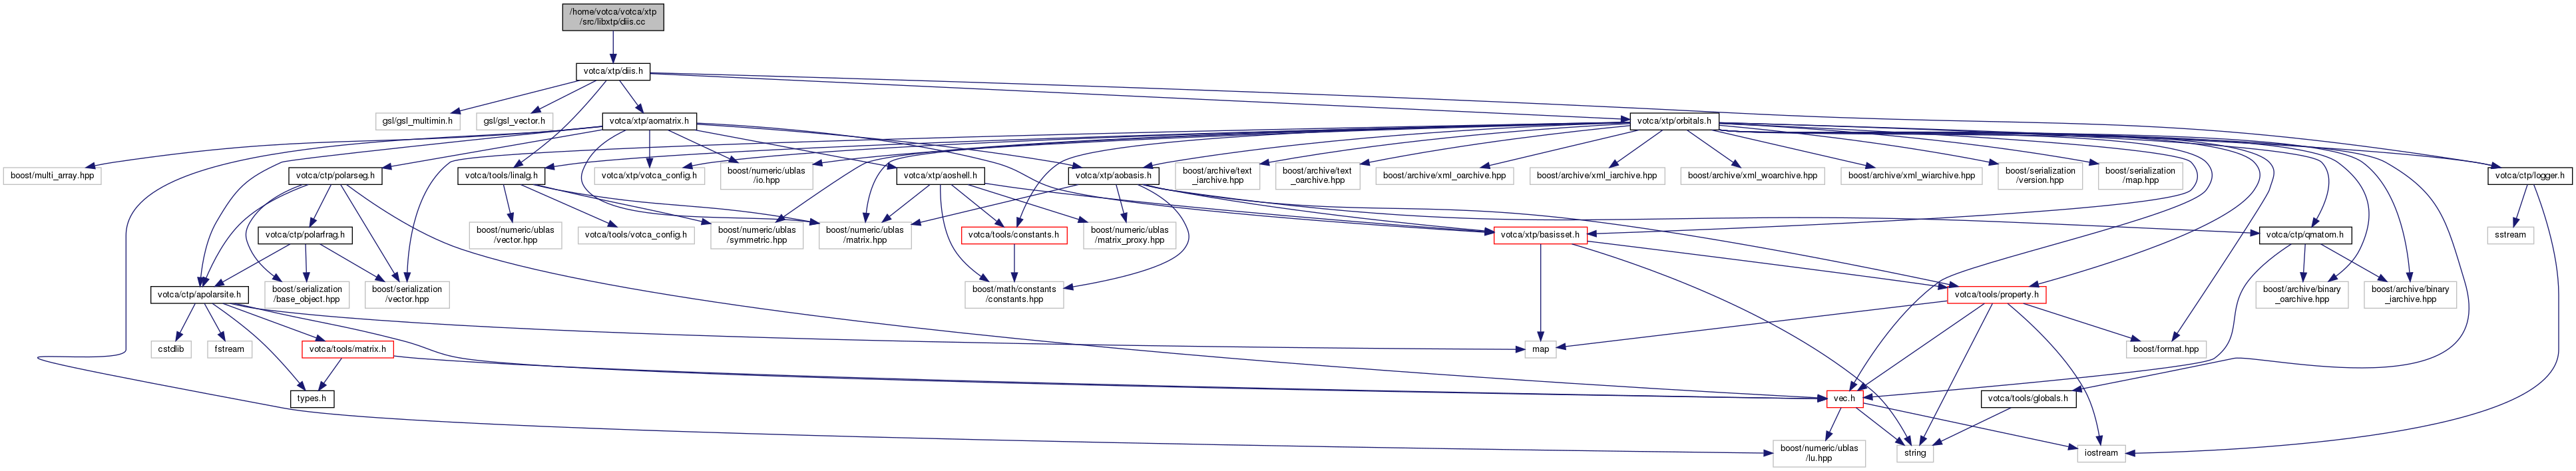 /home/votca/votca/xtp
/src/libxtp/diis.cc
votca/xtp/diis.h
gsl/gsl_multimin.h
gsl/gsl_vector.h
votca/xtp/aomatrix.h
votca/xtp/orbitals.h
boost/multi_array.hpp
votca/ctp/polarseg.h
votca/tools/linalg.h
votca/xtp/votca_config.h
boost/numeric/ublas
/io.hpp
votca/xtp/aoshell.h
votca/xtp/aobasis.h
boost/archive/text
_iarchive.hpp
boost/archive/text
_oarchive.hpp
boost/archive/xml_oarchive.hpp
boost/archive/xml_iarchive.hpp
boost/archive/xml_woarchive.hpp
boost/archive/xml_wiarchive.hpp
boost/serialization
/version.hpp
boost/serialization
/map.hpp
votca/ctp/logger.h
votca/ctp/polarfrag.h
boost/numeric/ublas
/vector.hpp
votca/tools/votca_config.h
boost/numeric/ublas
/symmetric.hpp
boost/numeric/ublas
/matrix.hpp
votca/tools/constants.h
boost/numeric/ublas
/matrix_proxy.hpp
votca/xtp/basisset.h
votca/ctp/qmatom.h
sstream
votca/ctp/apolarsite.h
boost/serialization
/base_object.hpp
boost/serialization
/vector.hpp
boost/math/constants
/constants.hpp
votca/tools/property.h
boost/archive/binary
_oarchive.hpp
boost/archive/binary
_iarchive.hpp
cstdlib
fstream
votca/tools/matrix.h
map
boost/format.hpp
types.h
vec.h
votca/tools/globals.h
boost/numeric/ublas
/lu.hpp
string
iostream